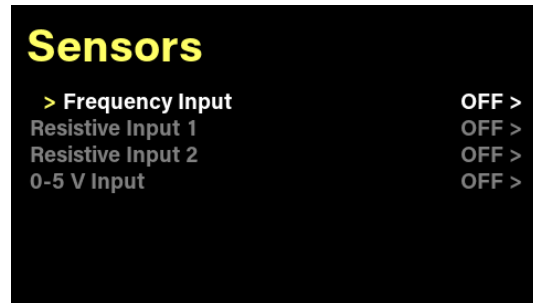 Sensors
> Frequency Input OFF >
Resistive Input 1 OFF >
Resistive Input 2 OFF >
0-5 V Input OFF >